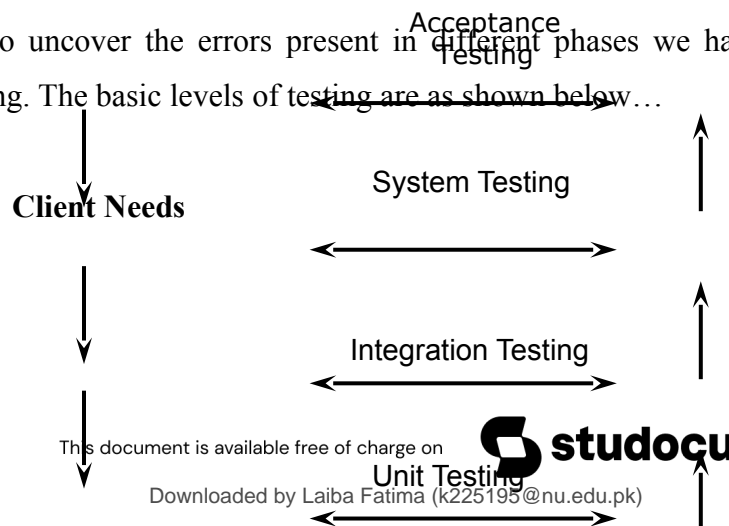 Acceptance
o uncover the errors present in different phases we ha
Testing
ng. The basic levels of testing are as shown below…
System Testing
Client Needs
Integration Testing
This document is available free of charge on
studocu
Unit Testing
Downloaded by Laiba Fatima (k225195@nu.edu.pk)